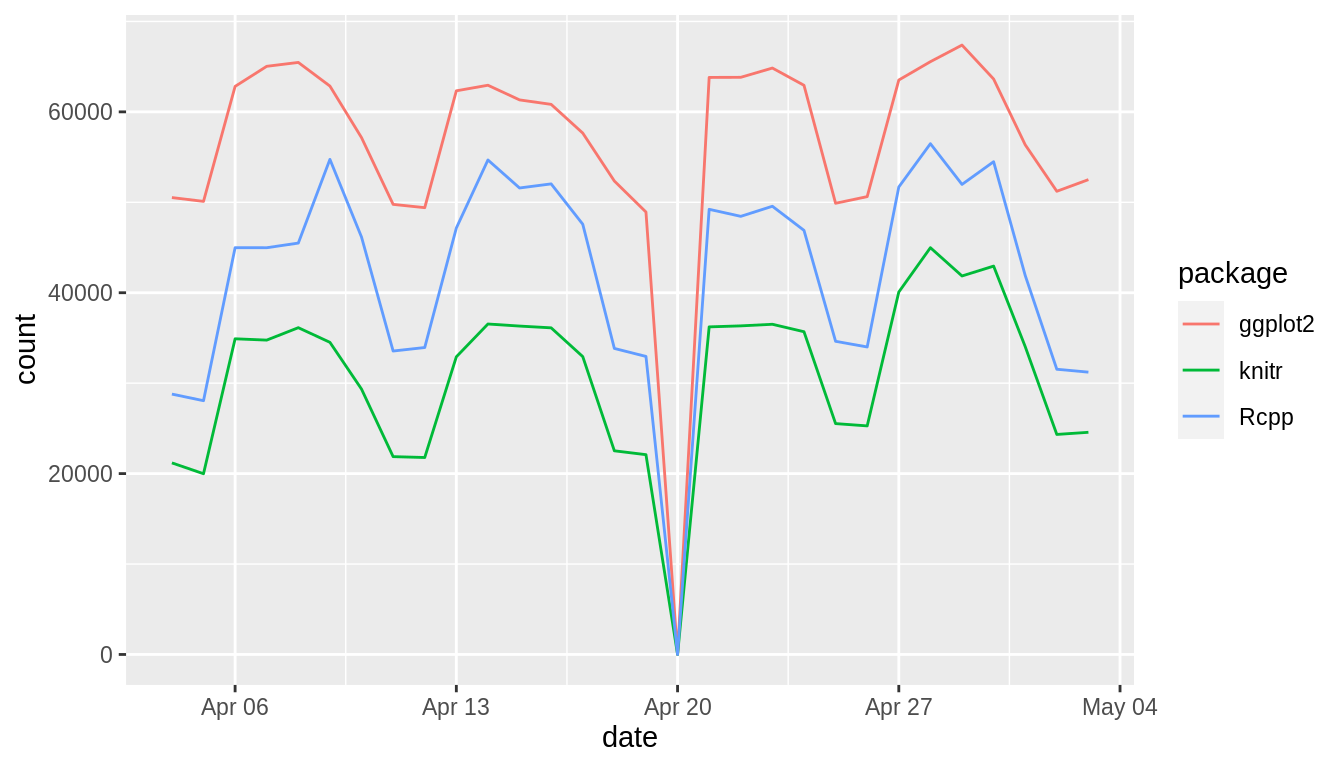 60000
40000
20000
0
count
Apr 06
Apr 13
Apr 20
Apr 27
May 04
date
package
ggplot2
knitr
Rcpp